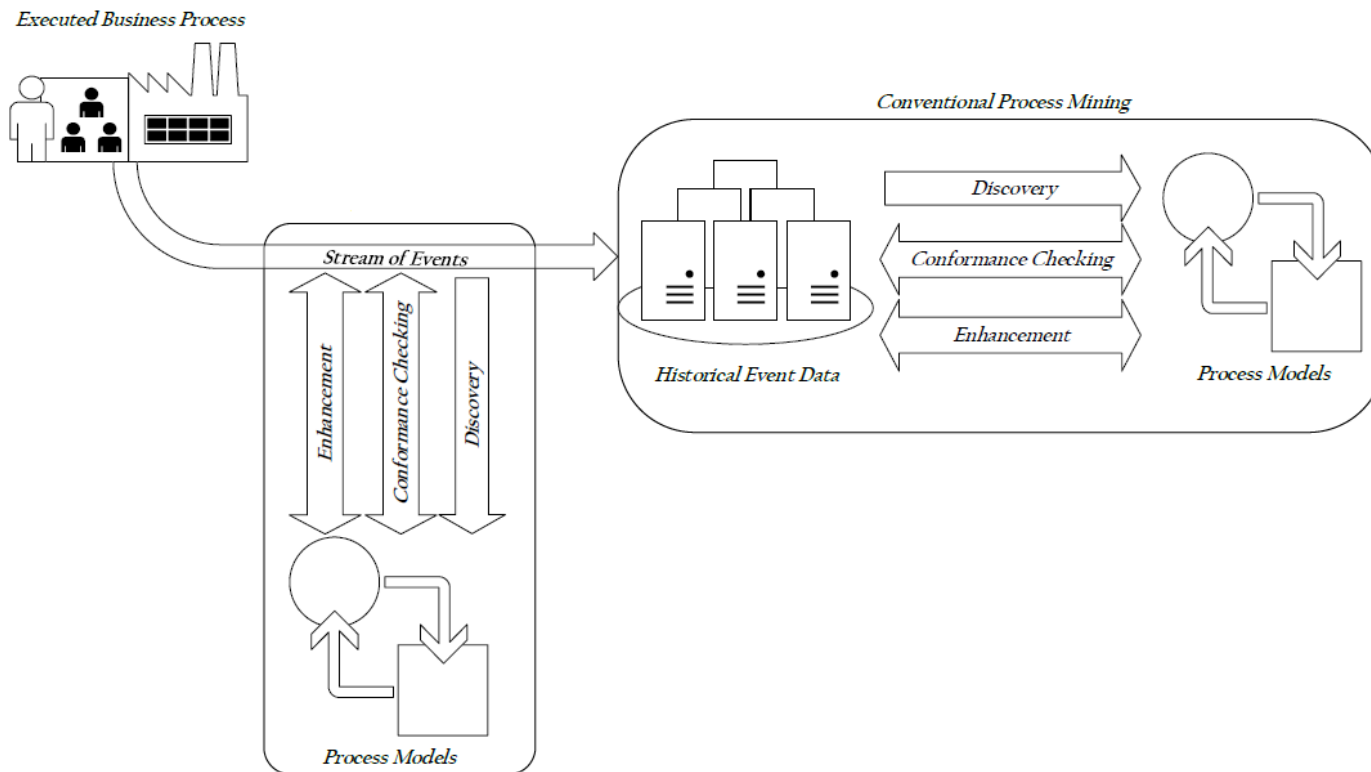 Executed Business Process
Conventional Process Mining
Discovery
Stream of Events
Conformance Checking
Enhancement
Historical Event Data
Process Models
Enhancement
Conformance Checking
Discovery
Process Models